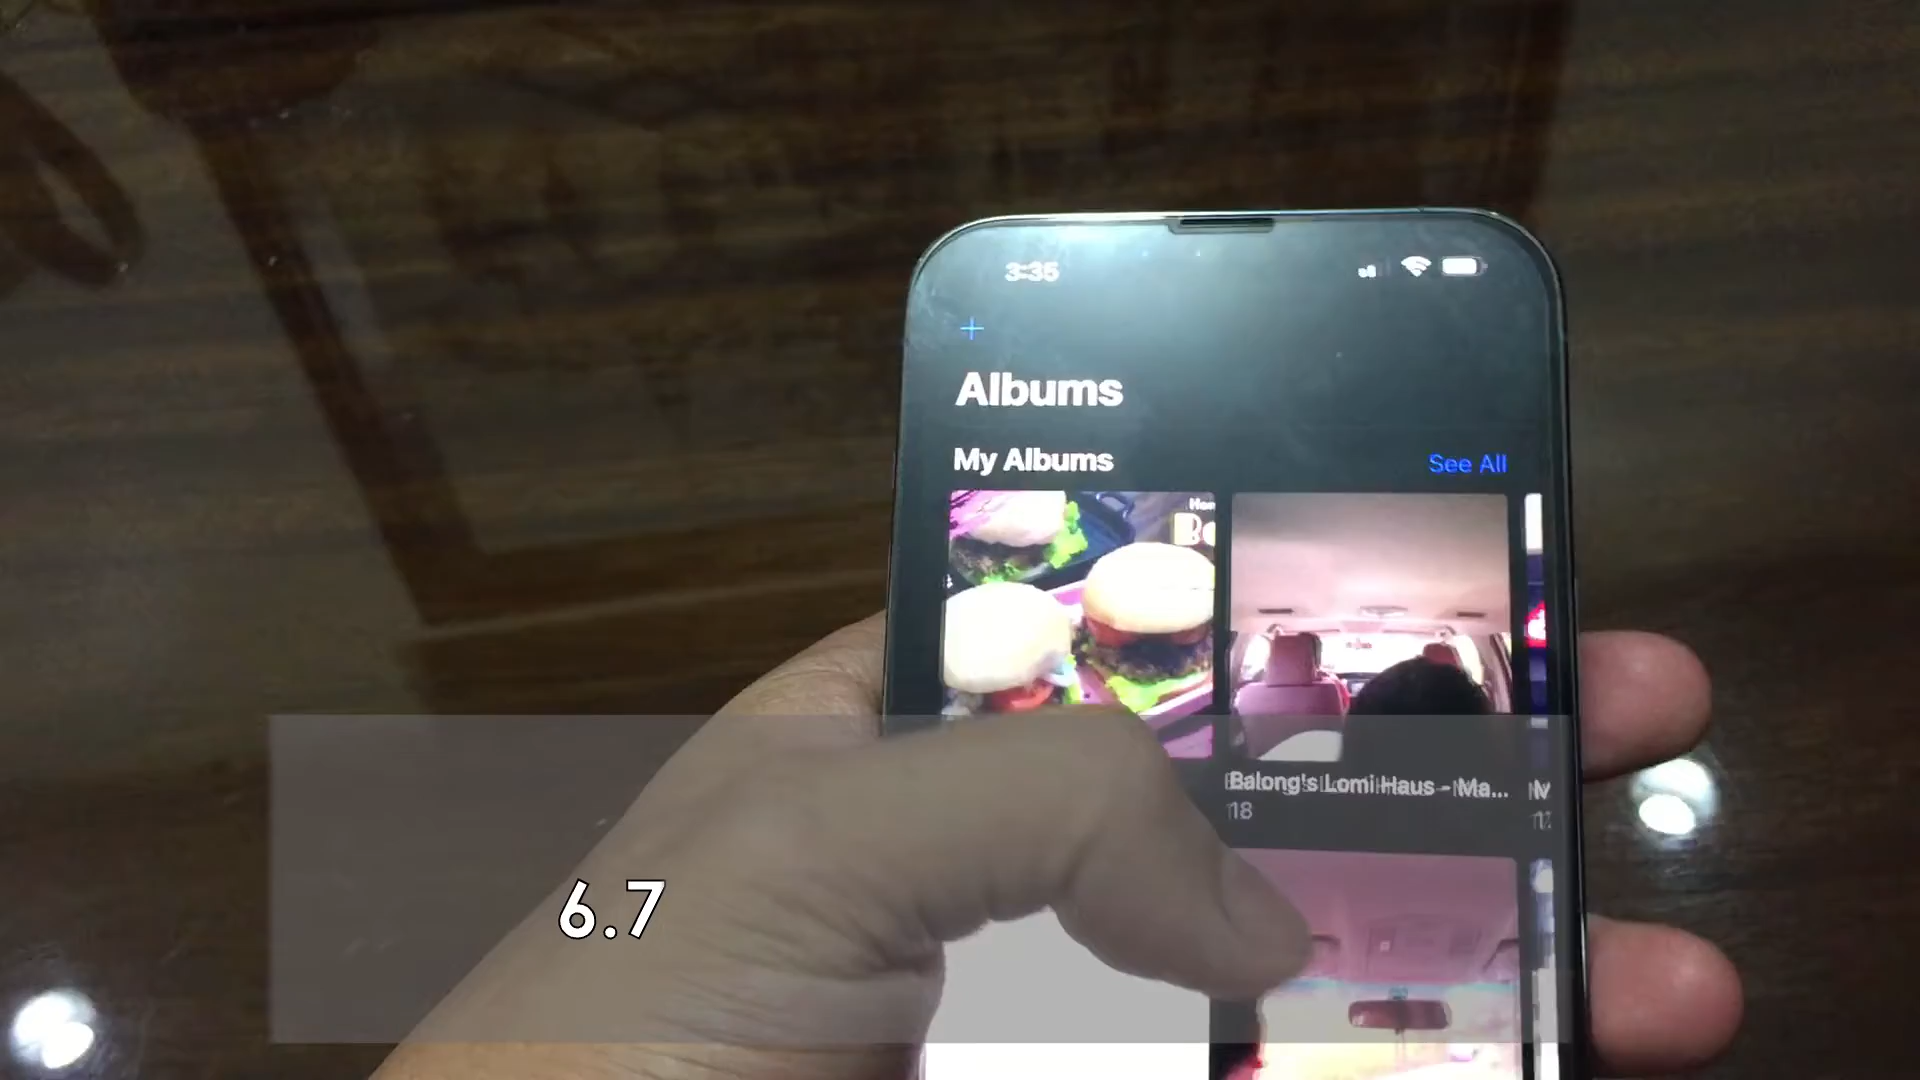 3:35
+
Albums
My Albums
See All
Balong's Lomi Haus - Ma...
18
6.7